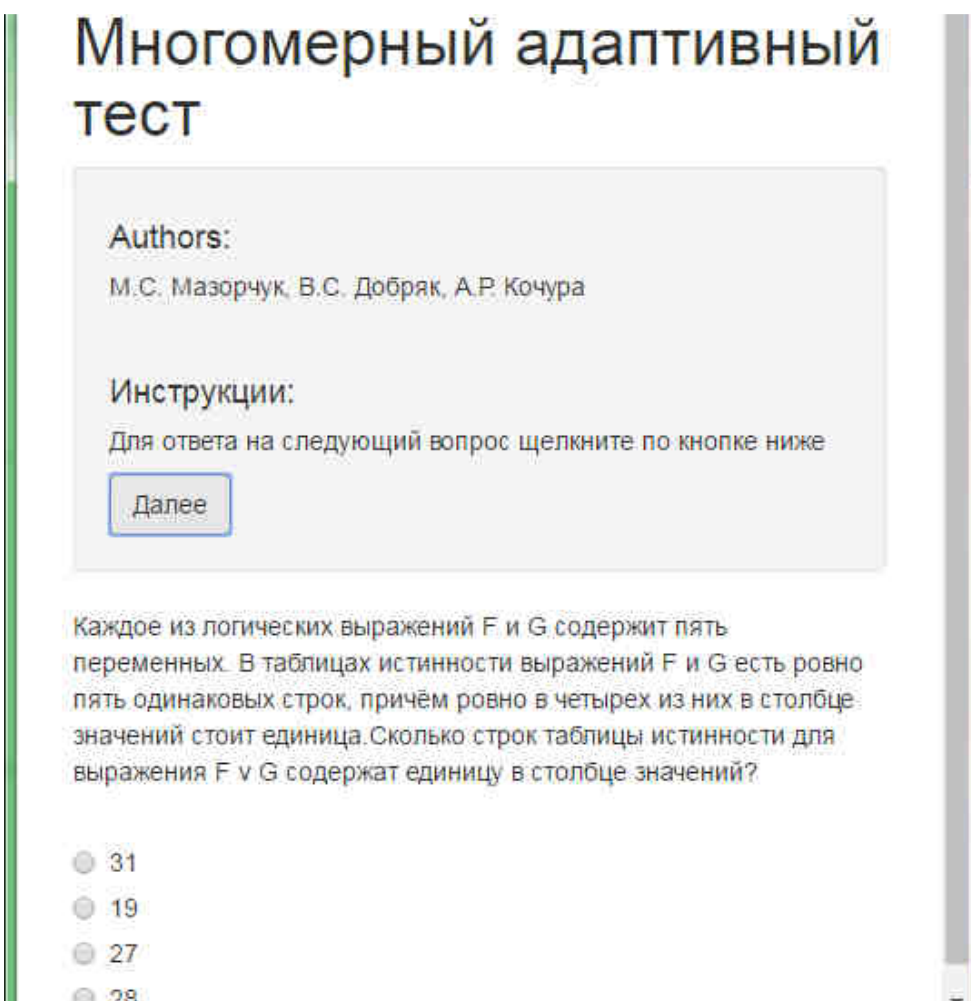 Многомерный адаптивный
тест
Authors:
М.С. Мазорчук, В.С. Добряк, А.Р. Кочура
Инструкции:
Для ответа на следующий вопрос щелкните по кнопке ниже
Далее
Каждое из логических выражений F и G содержит пять
переменных. В таблицах истинности выражений F и G есть ровно
пять одинаковых строк, причём ровно в четырех из них в столбце
значений стоит единица.Сколько строк таблицы истинности для
выражения F v G содержат единицу в столбце значений?
31
19
27
28